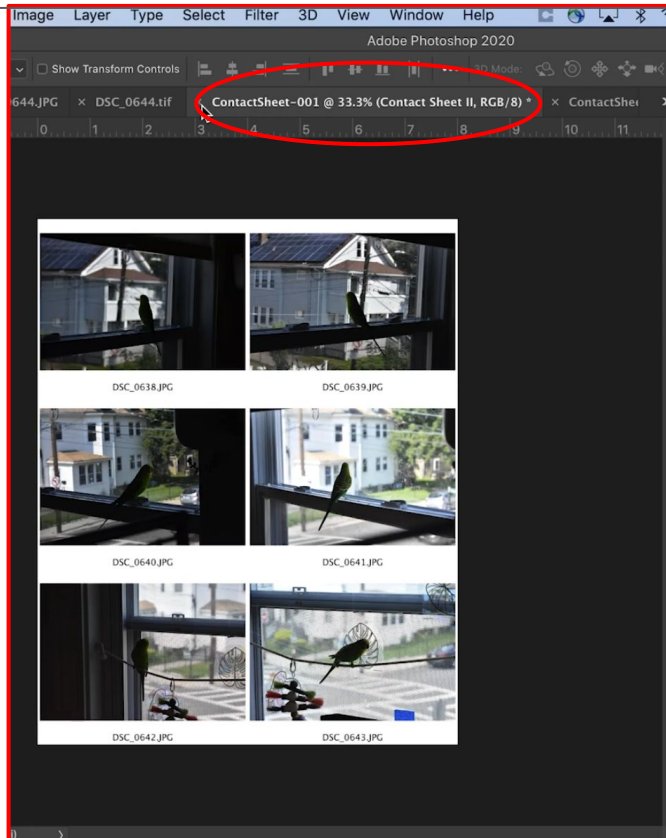 Image Layer Type Select Filter 3D View Window Help
Adobe Photoshop 2020
Show Transform Controls 3D Mode:
644.JPG × DSC_0644.tif ContactSheet-001 @ 33.3% (Contact Sheet II, RGB/8) * × ContactShee
0 1 2 3 4 5 6 7 8 9 10 11
DSC_0638.JPG DSC_0639.JPG
DSC_0640.JPG DSC_0641.JPG
DSC_0642.JPG DSC_0643.JPG